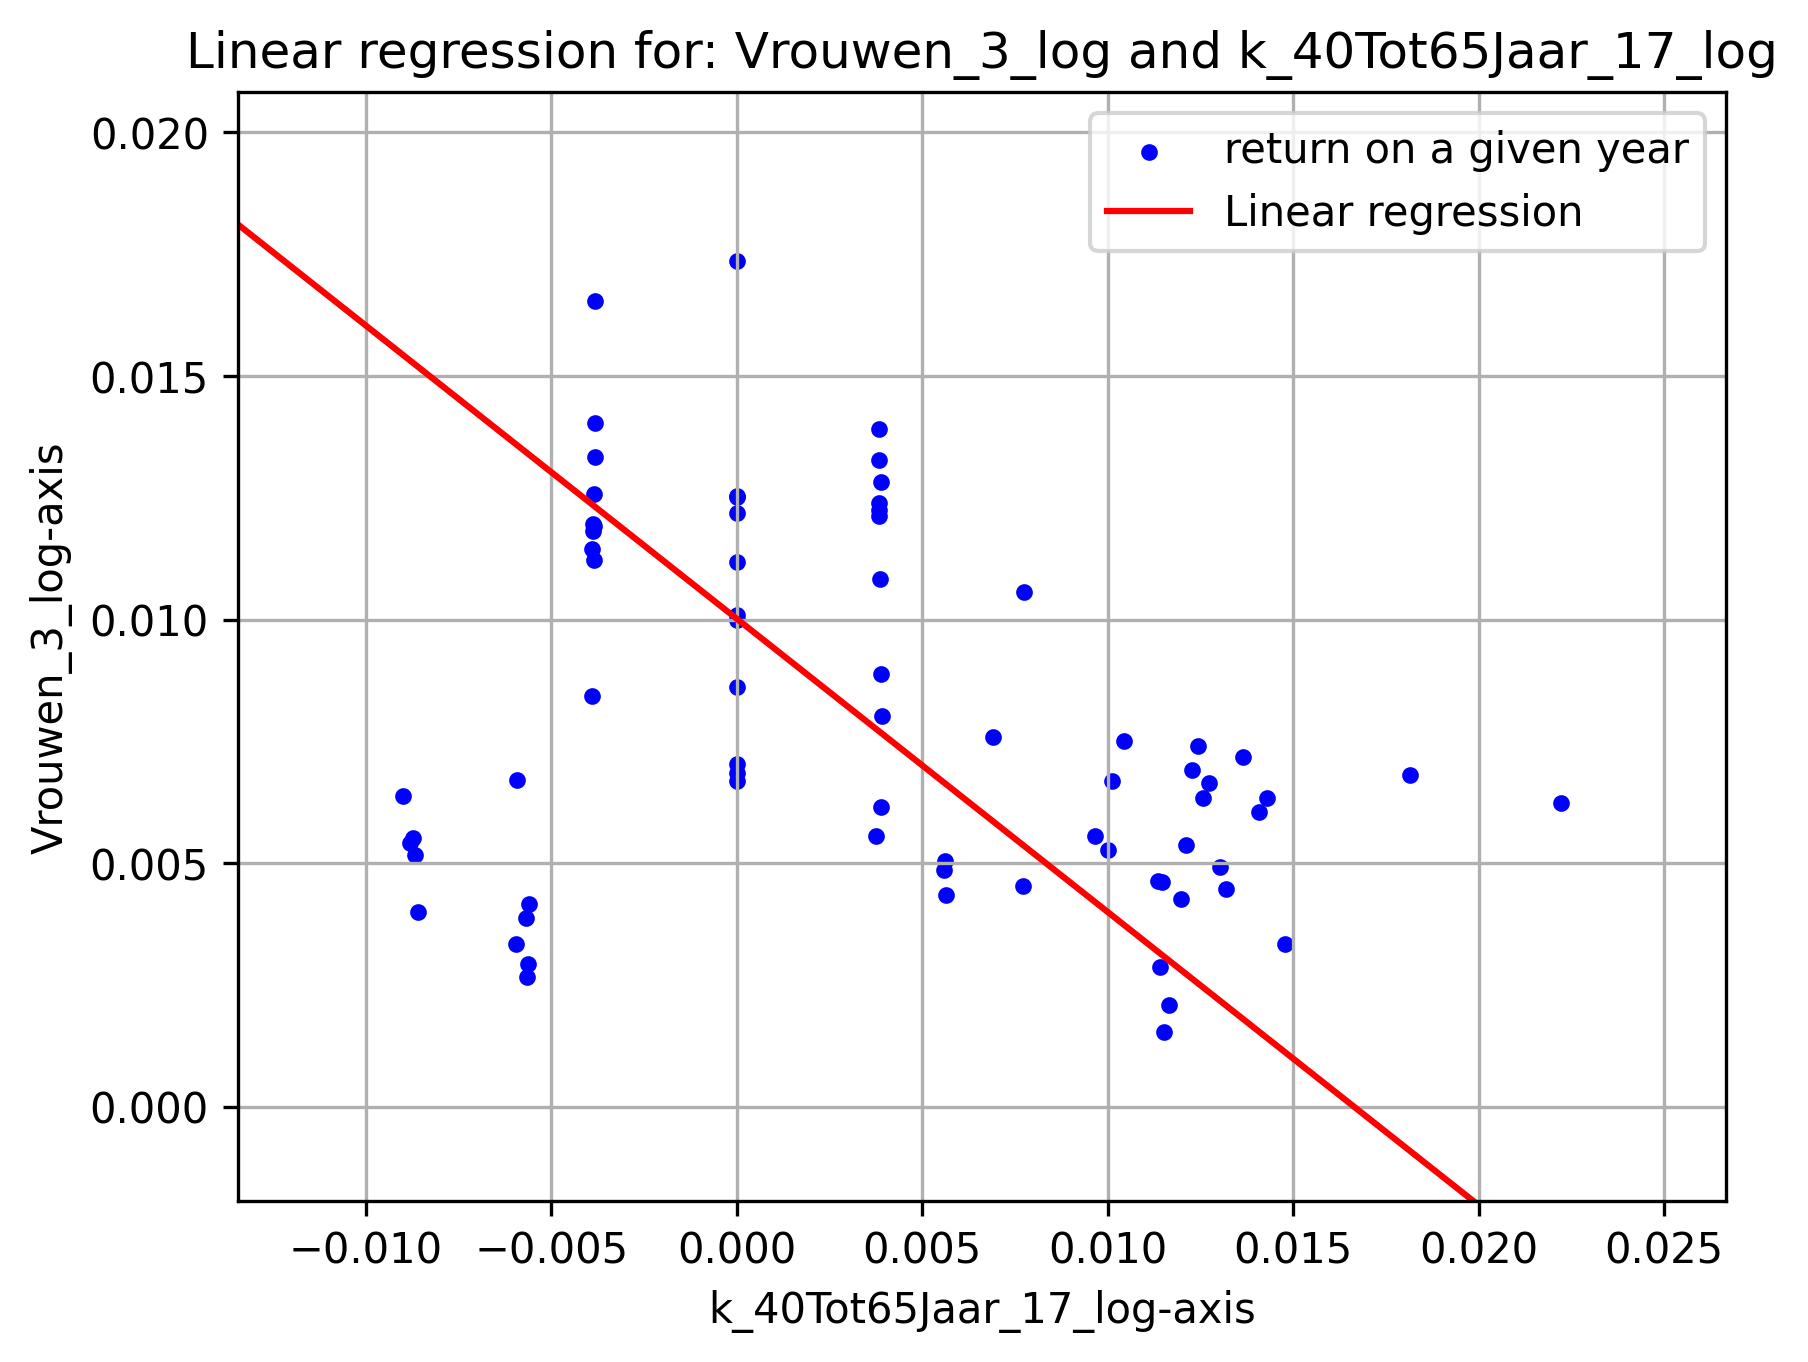 Linear regression for: Vrouwen_3_log and k_40Tot65Jaar_17_log
return on a given year
Linear regression
Vrouwen_3_log-axis
0.020
0.015
0.010
0.005
0.000
−0.010 −0.005 0.000 0.005 0.010 0.015 0.020 0.025
k_40Tot65Jaar_17_log-axis